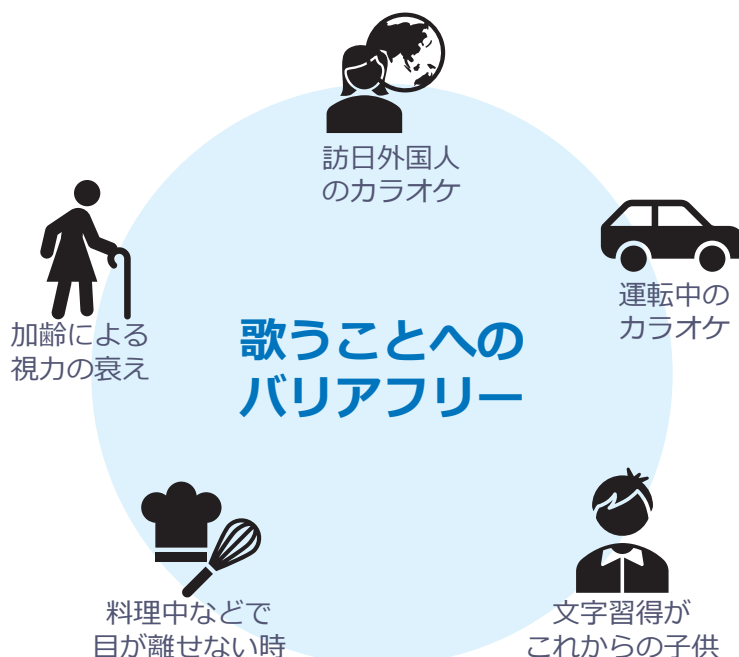 訪日外国人
のカラオケ
運転中の
カラオケ
加齢による
視力の衰え
歌うことへの
バリアフリー
料理中などで
目が離せない時
文字習得が
これからの子供